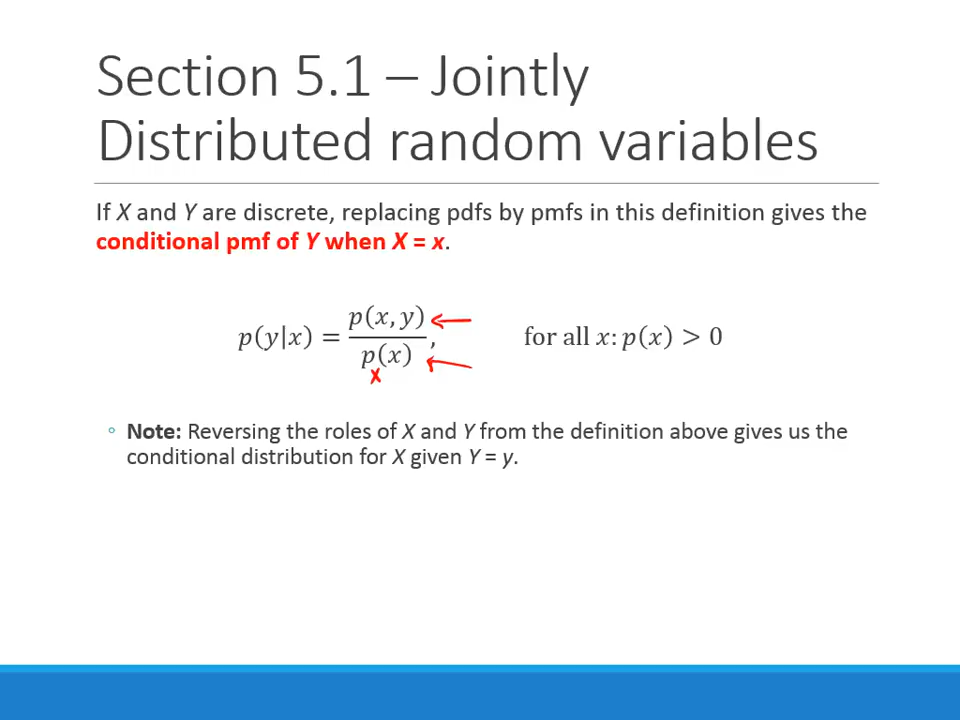 Section 5.1 – Jointly
Distributed random variables
If X and Y are discrete, replacing pdfs by pmfs in this definition gives the
conditional pmf of Y when X = x.
p(y|x) = p(x, y) / p(x), for all x: p(x) > 0
x
◦ Note: Reversing the roles of X and Y from the definition above gives us the
conditional distribution for X given Y = y.